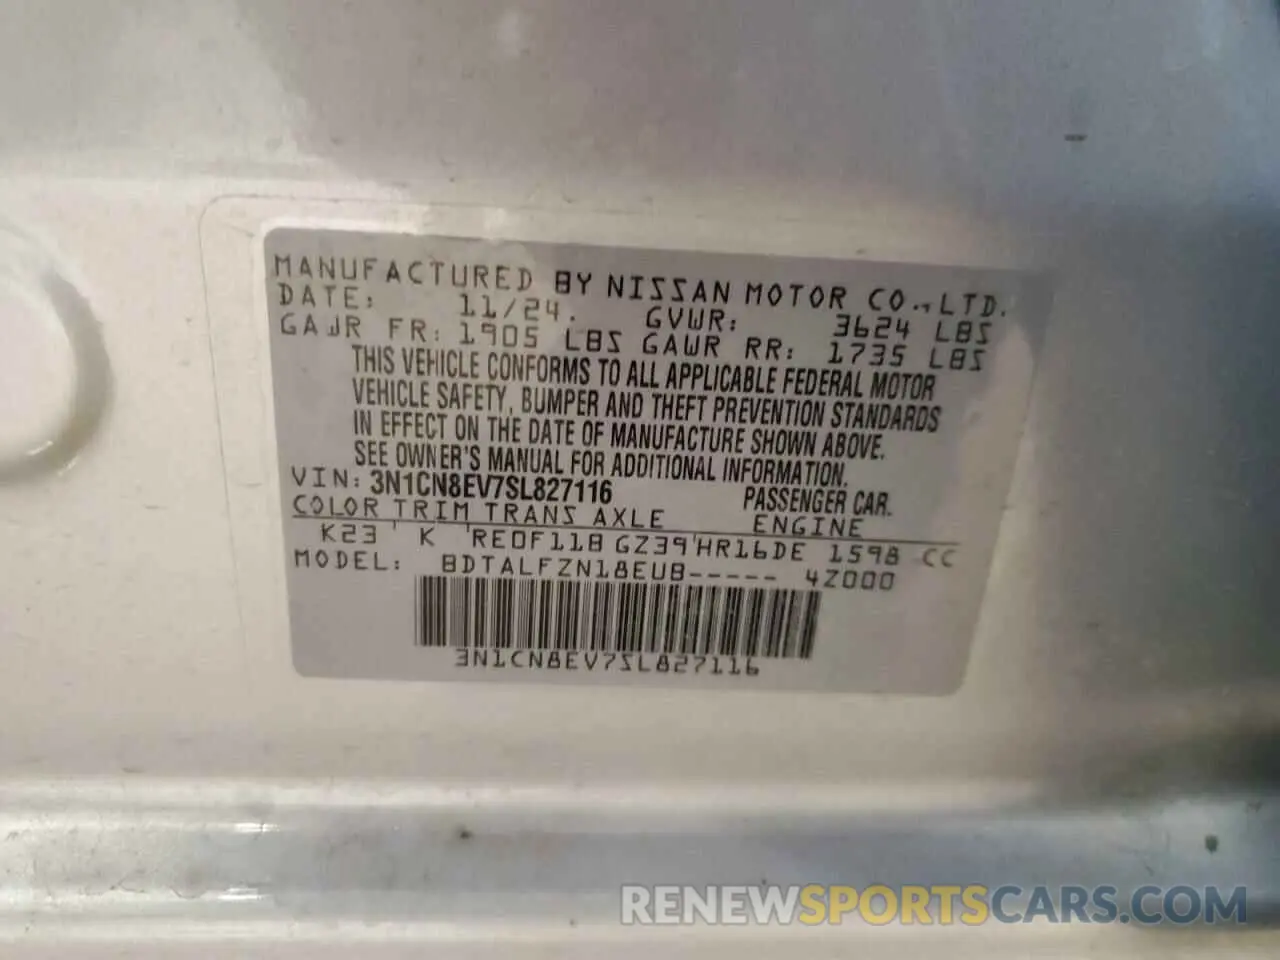 MANUFACTURED BY NISSAN MOTOR CO., LTD.
DATE: 11/24. GVWR: 3624 LBS
GAWR FR: 1905 LBS GAWR RR: 1735 LBS
THIS VEHICLE CONFORMS TO ALL APPLICABLE FEDERAL MOTOR
VEHICLE SAFETY, BUMPER AND THEFT PREVENTION STANDARDS
IN EFFECT ON THE DATE OF MANUFACTURE SHOWN ABOVE.
SEE OWNER'S MANUAL FOR ADDITIONAL INFORMATION.
VIN: 3N1CN8EV7SL827116 PASSENGER CAR.
COLOR TRIM TRANS AXLE ENGINE
K23 ' K 'RE0F11B GZ39'HR16DE 1598 CC
MODEL: BDTALFZN18EUB----- 4Z000
3N1CN8EV7SL827116
RENEWSPORTSCARS.COM